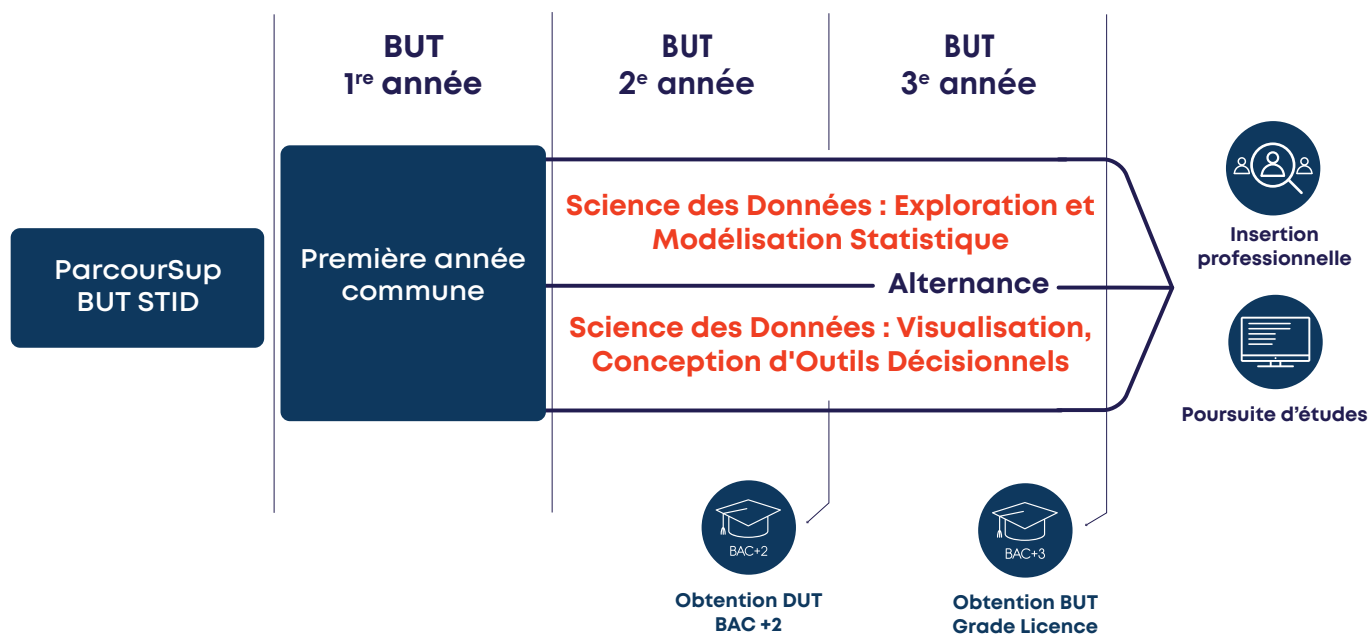 BUT
1re année
BUT
2e année
BUT
3e année
ParcourSup
BUT STID
Première année
commune
Science des Données : Exploration et
Modélisation Statistique
Alternance
Science des Données : Visualisation,
Conception d'Outils Décisionnels
Insertion
professionnelle
Poursuite d’études
BAC+2
Obtention DUT
BAC +2
BAC+3
Obtention BUT
Grade Licence